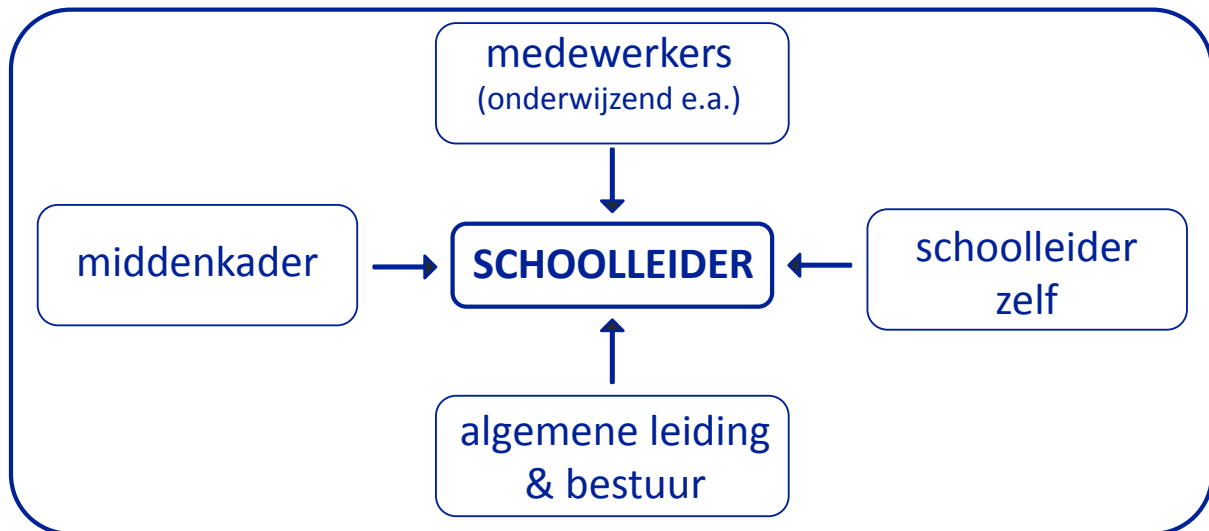 medewerkers
(onderwijzend e.a.)
middenkader
SCHOOLLEIDER
schoolleider
zelf
algemene leiding
& bestuur